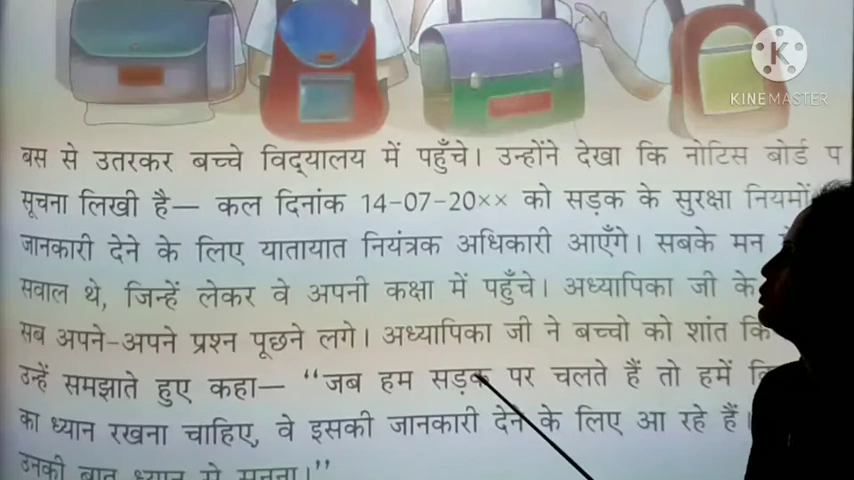 K
KINEMASTER
बस से उतरकर बच्चे विद्यालय में पहुँचे। उन्होंने देखा कि नोटिस बोर्ड प
सूचना लिखी है— कल दिनांक 14-07-20×× को सड़क के सुरक्षा नियमों
जानकारी देने के लिए यातायात नियंत्रक अधिकारी आएँगे। सबके मन
सवाल थे, जिन्हें लेकर वे अपनी कक्षा में पहुँचे। अध्यापिका जी के
सब अपने-अपने प्रश्न पूछने लगे। अध्यापिका जी ने बच्चो को शांत कि
उन्हें समझाते हुए कहा— “जब हम सड़क पर चलते हैं तो हमें
का ध्यान रखना चाहिए, वे इसकी जानकारी देने के लिए आ रहे हैं।
उनकी बात ध्यान से सुनना।”